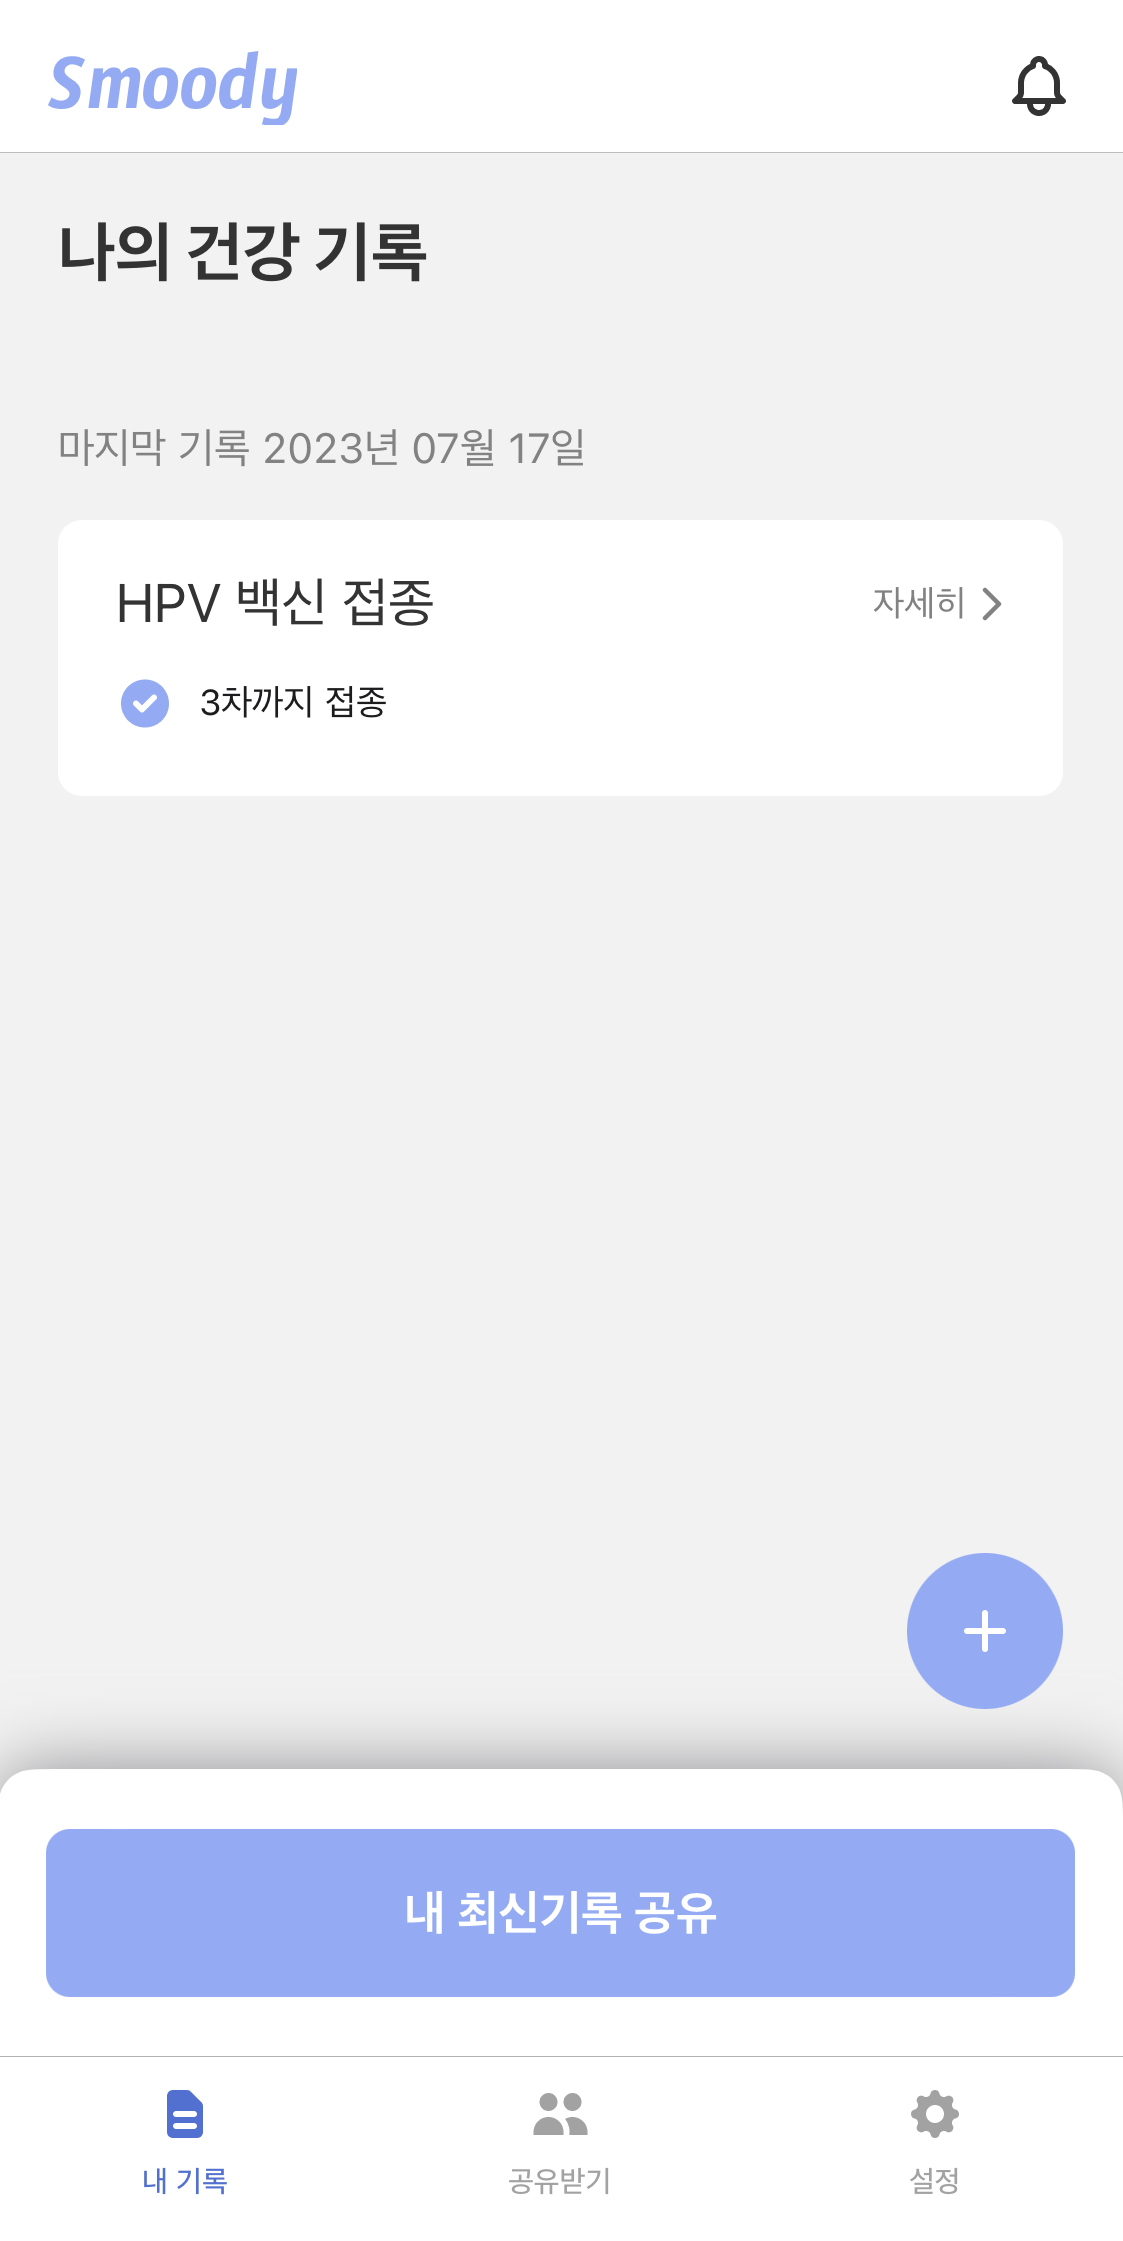 Smoody
나의 건강 기록
마지막 기록 2023년 07월 17일
HPV 백신 접종
자세히
3차까지 접종
내 최신기록 공유
내 기록
공유받기
설정